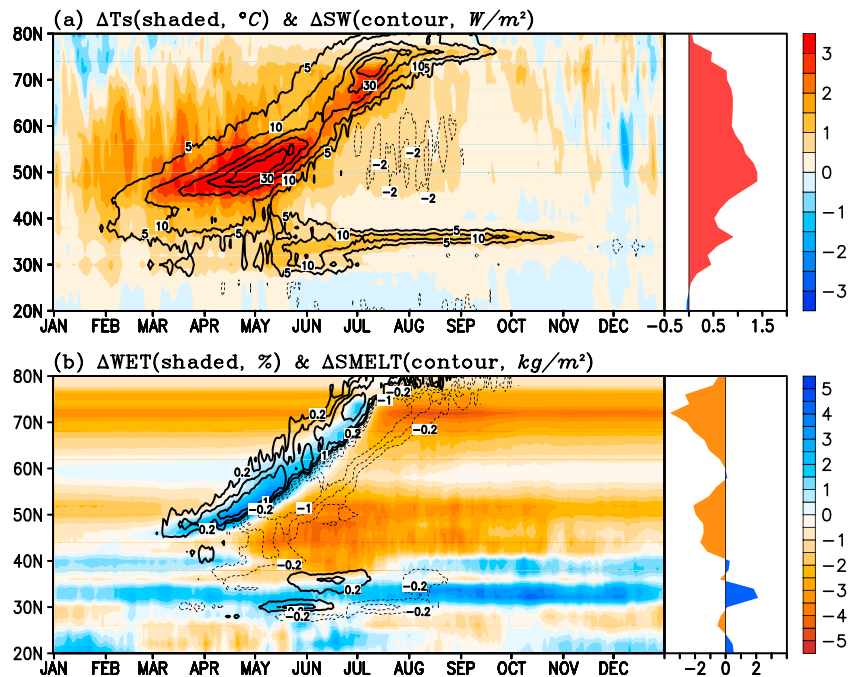 (a) ΔTs(shaded, °C) & ΔSW(contour, W/m²)
80N
70N
60N
50N
40N
30N
20N
5
5
10
30
10
5
5
10
30
10
5
-2
-2
-2
-2
10
5
5
5
10
5
10
5
10
3
2
1
0
-1
-2
-3
JAN FEB MAR APR MAY JUN JUL AUG SEP OCT NOV DEC
-0.5 0.5 1.5
(b) ΔWET(shaded, %) & ΔSMELT(contour, kg/m²)
80N
70N
60N
50N
40N
30N
20N
-0.2
-1
0.2
0.2
-0.2
1
0.2
1
-0.2
-1
0.2
-0.2
0.2
-0.2
-0.2
-0.2
5
4
3
2
1
0
-1
-2
-3
-4
-5
JAN FEB MAR APR MAY JUN JUL AUG SEP OCT NOV DEC
-2 0 2